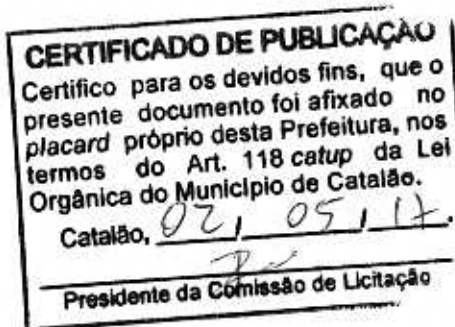 CERTIFICADO DE PUBLICAÇÃO
Certifico para os devidos fins, que o
presente documento foi afixado no
placard próprio desta Prefeitura, nos
termos do Art. 118 catup da Lei
Orgânica do Município de Catalão.
Catalão, 02, 05, 17.
Presidente da Comissão de Licitação